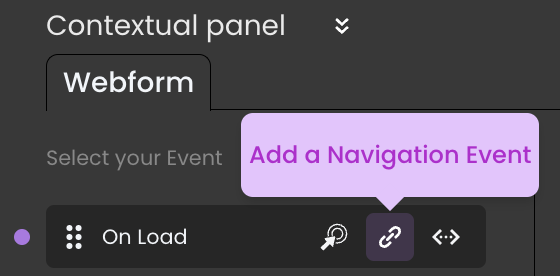 Contextual panel
Webform
Select your Event
Add a Navigation Event
On Load